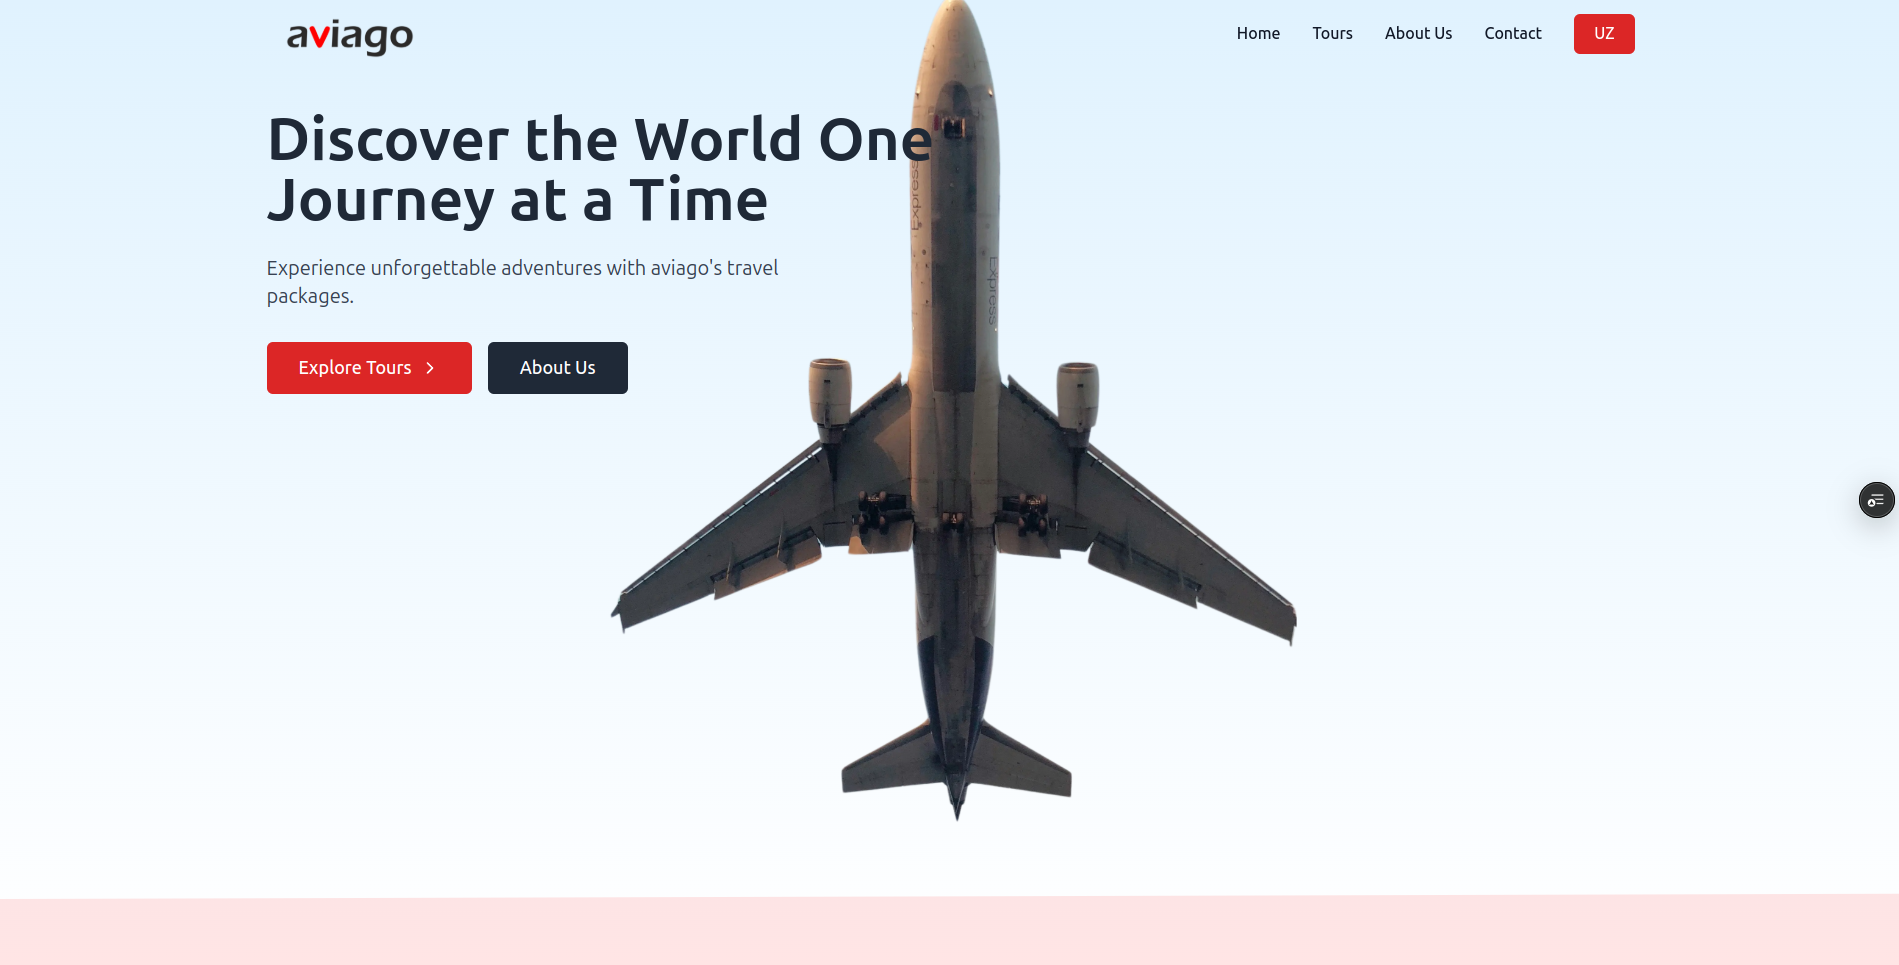 aviago
Home
Tours
About Us
Contact
UZ
Discover the World One
Journey at a Time
Experience unforgettable adventures with aviago's travel
packages.
Explore Tours
About Us
Express
Express